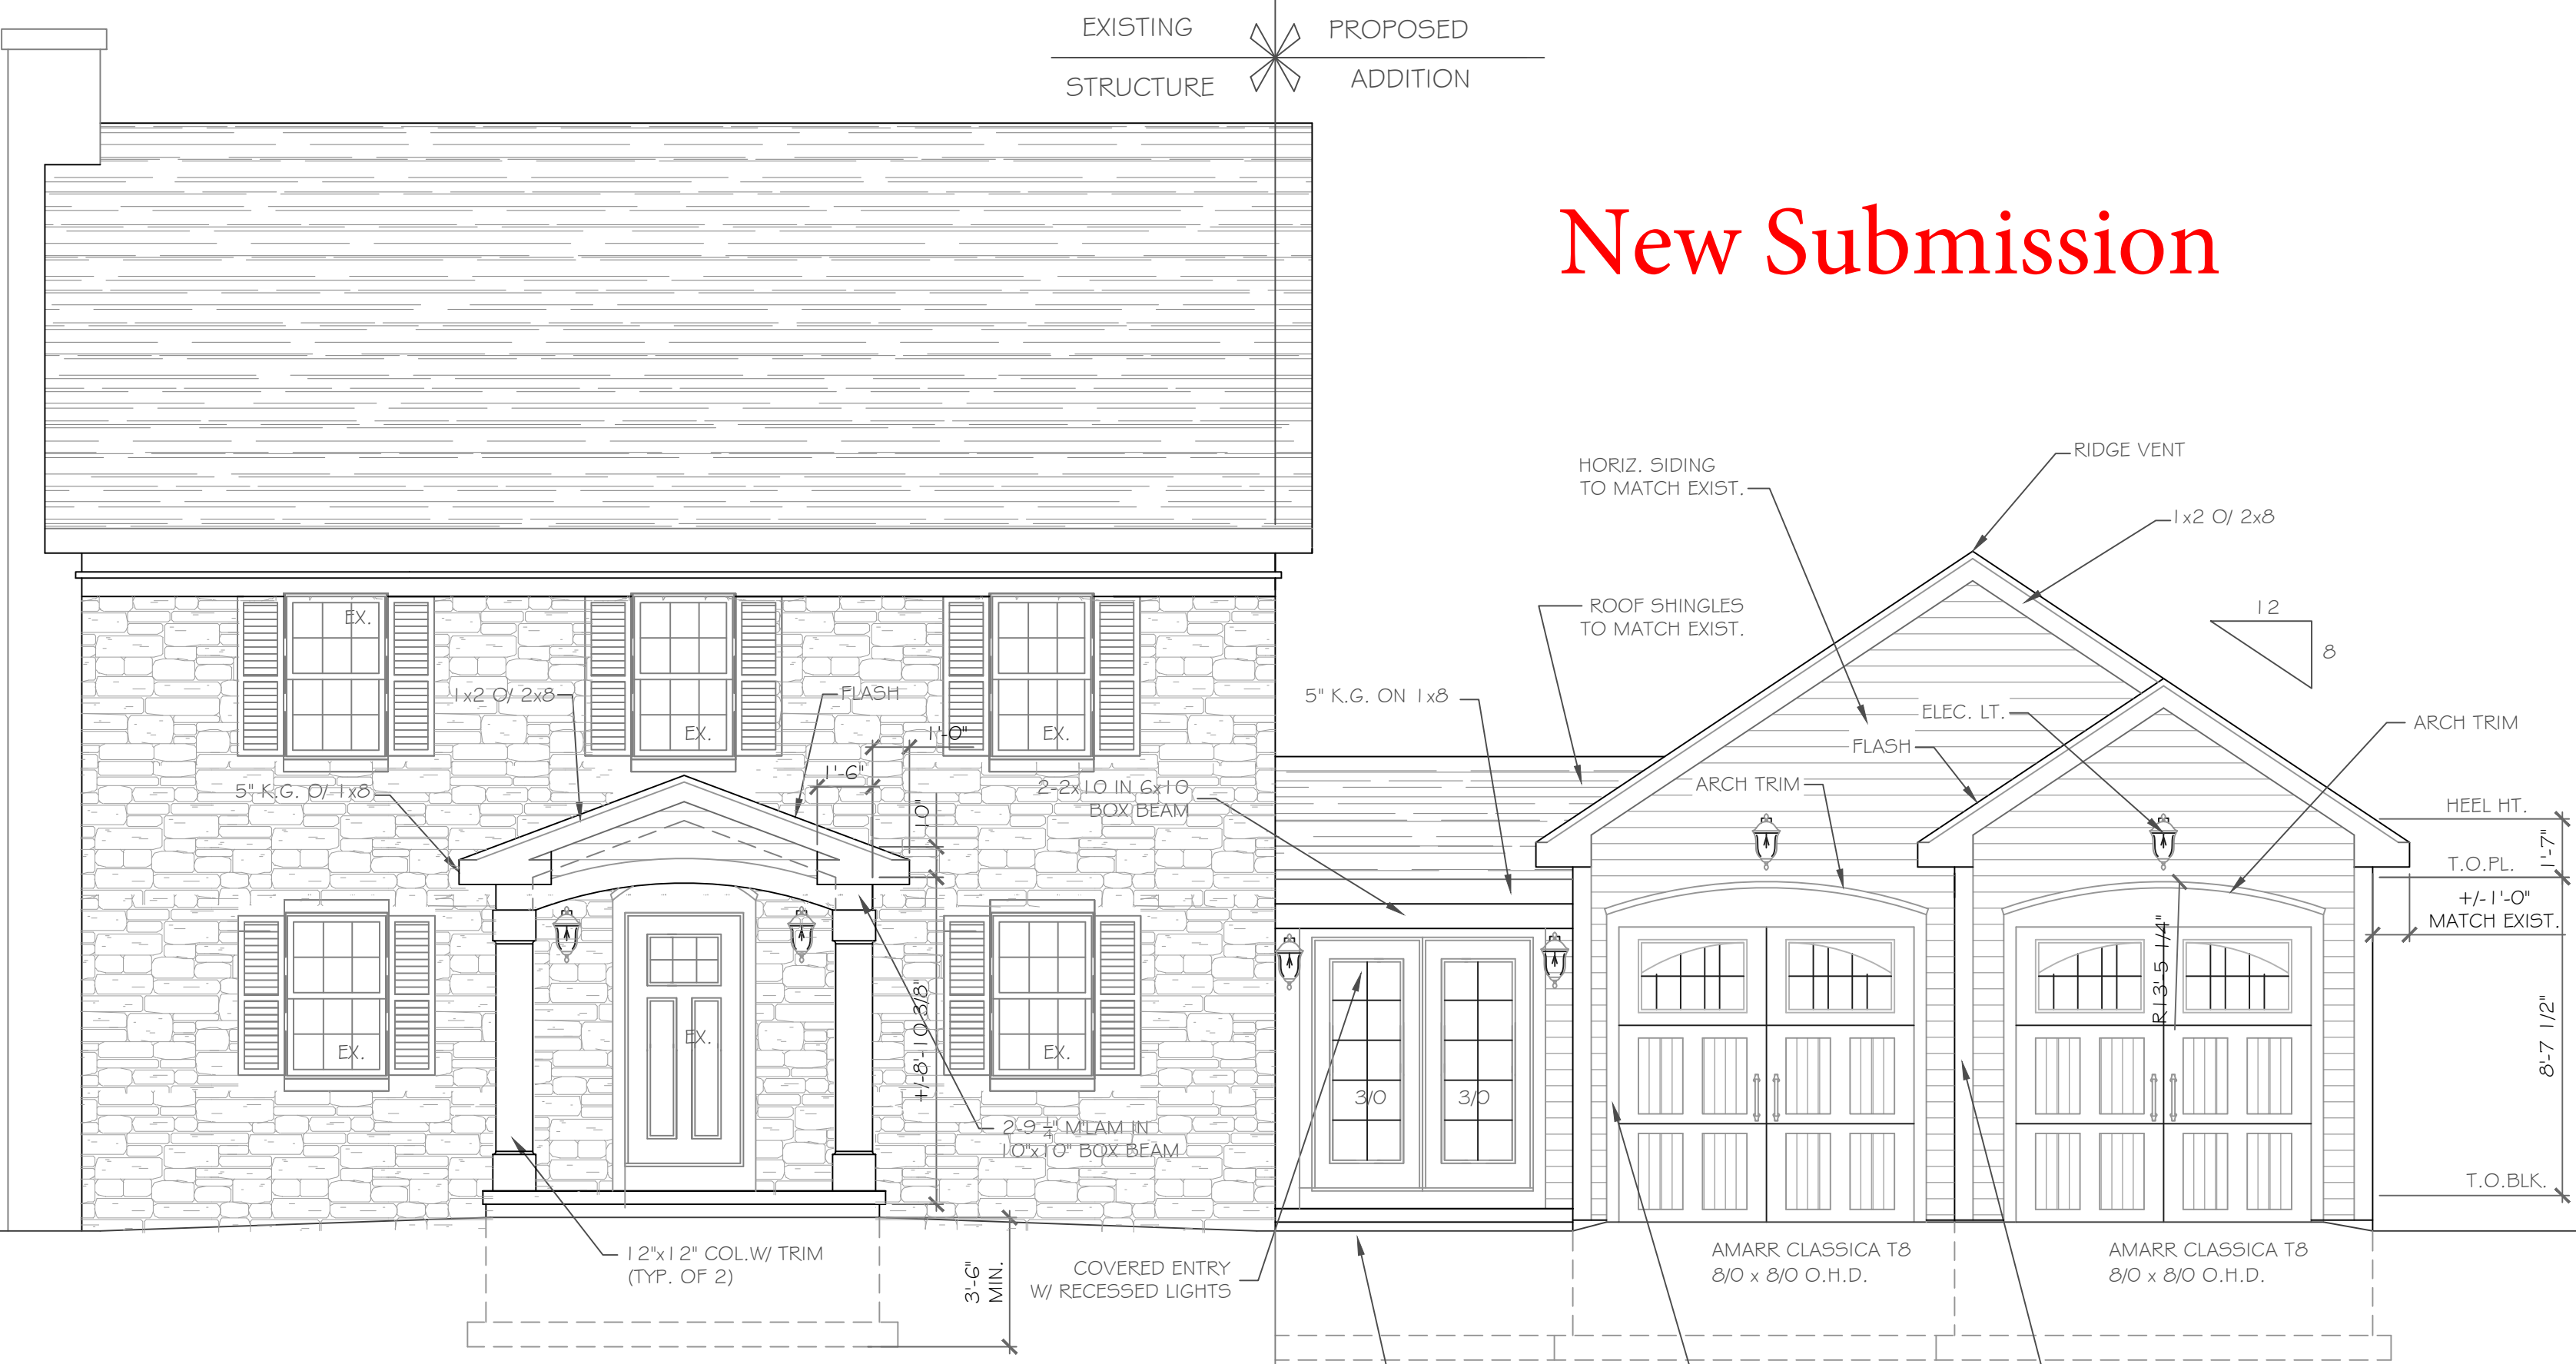 EXISTING
STRUCTURE
PROPOSED
ADDITION
New Submission
RIDGE VENT
HORIZ. SIDING
TO MATCH EXIST.
1x2 O/ 2x8
ROOF SHINGLES
TO MATCH EXIST.
12
8
EX.
1x2 O/ 2x8
FLASH
EX.
EX.
1'-0"
1'-6"
5" K.G. O/ 1x8
10"
2-2x10 IN 6x10
BOX BEAM
5" K.G. ON 1x8
ELEC. LT.
FLASH
ARCH TRIM
ARCH TRIM
HEEL HT.
1'-7"
T.O.PL.
+/-1'-0"
MATCH EXIST.
R13'-5 1/4"
8'-7 1/2"
EX.
EX.
EX.
+/-8'-10 3/8"
3/0
3/0
2-9 1/4" M'LAM IN
10"x10" BOX BEAM
T.O.BLK.
12"x12" COL.W/ TRIM
(TYP. OF 2)
3'-6"
MIN.
COVERED ENTRY
W/ RECESSED LIGHTS
AMARR CLASSICA T8
8/0 x 8/0 O.H.D.
AMARR CLASSICA T8
8/0 x 8/0 O.H.D.